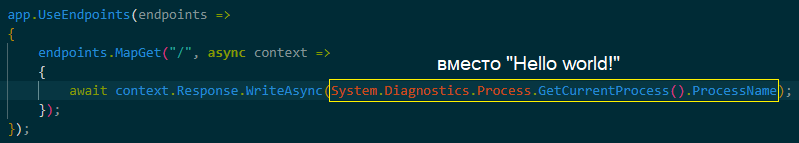 app.UseEndpoints(endpoints =>
{
endpoints.MapGet("/", async context =>
вместо "Hello world!"
{
await context.Response.WriteAsync(System.Diagnostics.Process.GetCurrentProcess().ProcessName);
});
});